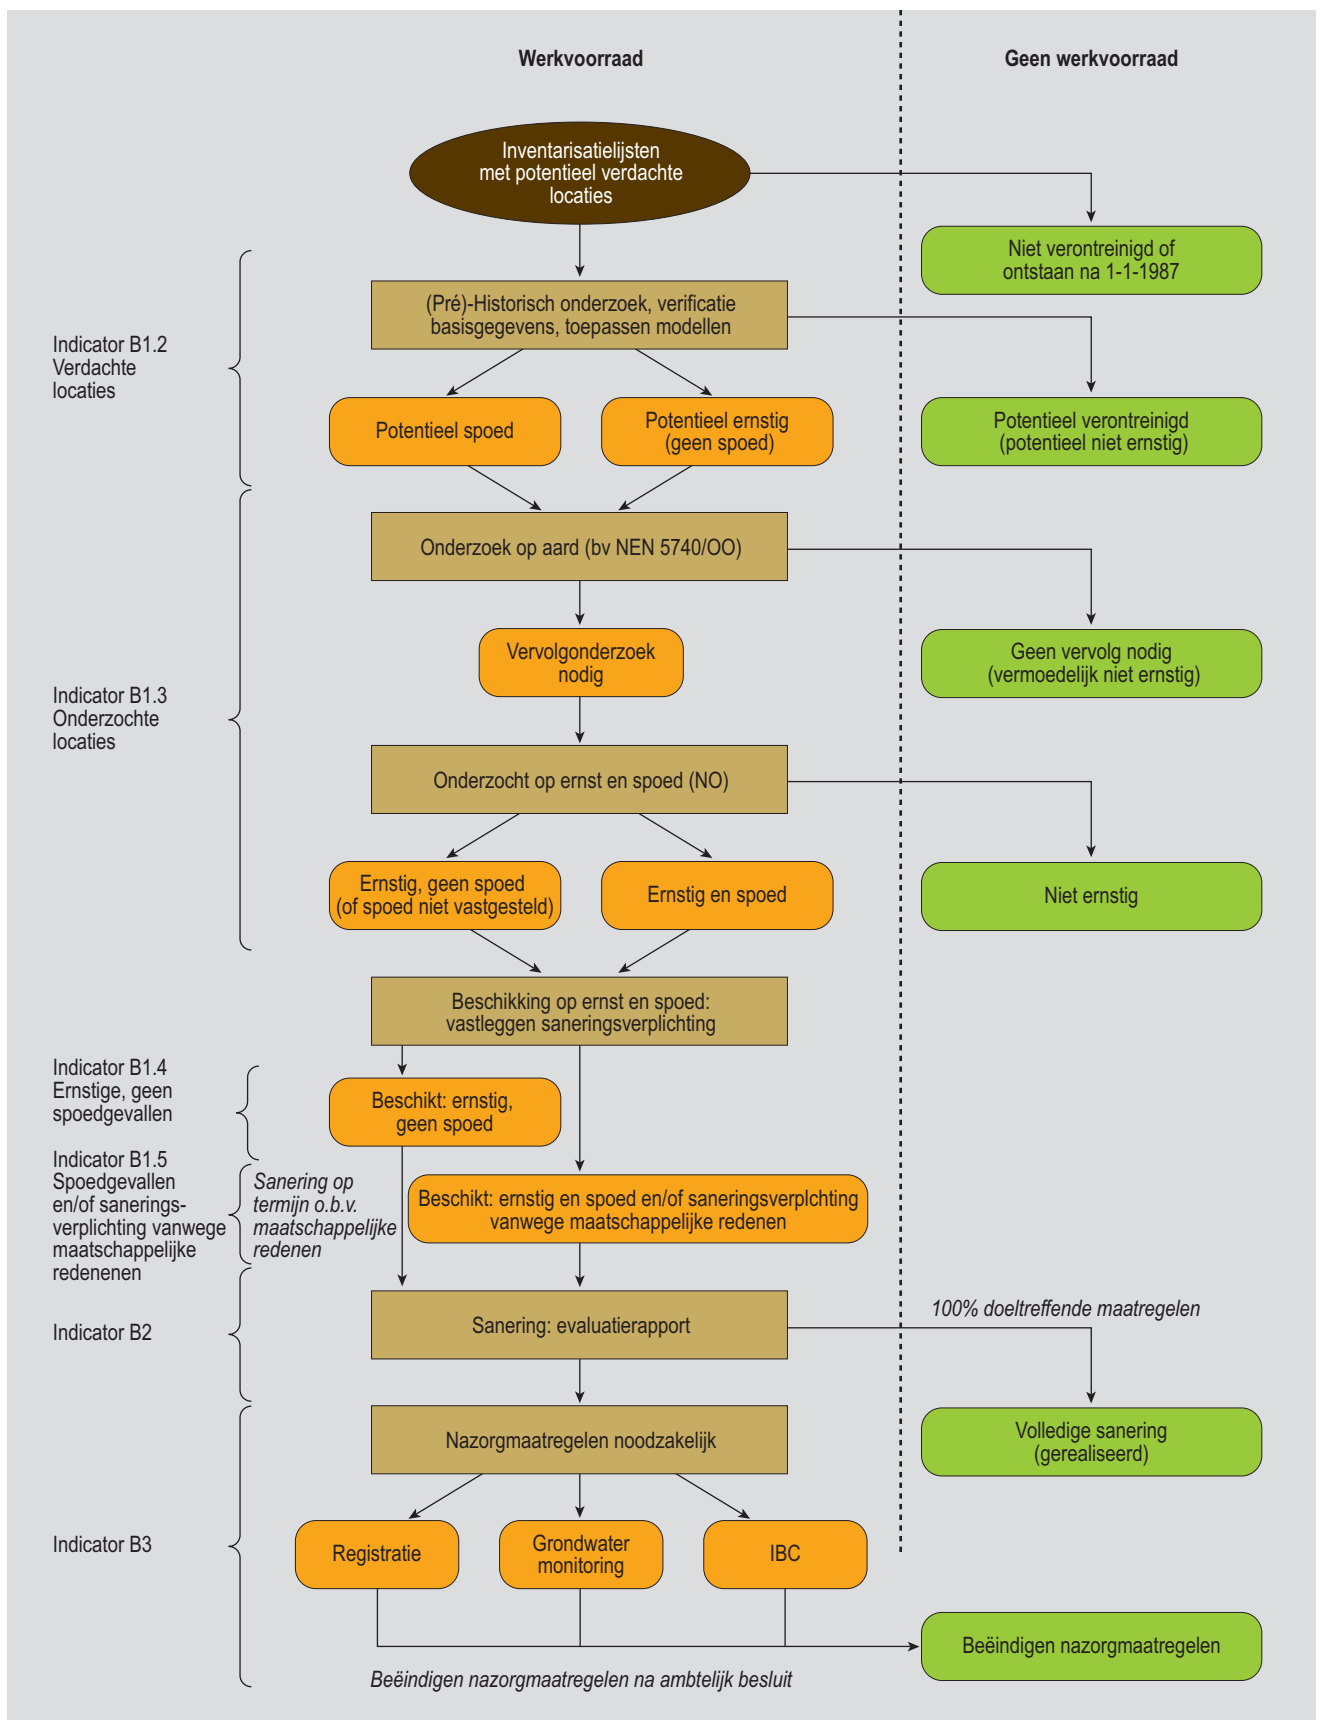 Werkvoorraad
Geen werkvoorraad
Inventarisatielijsten
met potentieel verdachte
locaties
Niet verontreinigd of
ontstaan na 1-1-1987
(Pré)-Historisch onderzoek, verificatie
basisgegevens, toepassen modellen
Indicator B1.2
Verdachte
locaties
Potentieel spoed
Potentieel ernstig
(geen spoed)
Potentieel verontreinigd
(potentieel niet ernstig)
Onderzoek op aard (bv NEN 5740/OO)
Vervolgonderzoek
nodig
Geen vervolg nodig
(vermoedelijk niet ernstig)
Indicator B1.3
Onderzochte
locaties
Onderzocht op ernst en spoed (NO)
Ernstig, geen spoed
(of spoed niet vastgesteld)
Ernstig en spoed
Niet ernstig
Beschikking op ernst en spoed:
vastleggen saneringsverplichting
Indicator B1.4
Ernstige, geen
spoedgevallen
Beschikt: ernstig,
geen spoed
Indicator B1.5
Spoedgevallen
en/of sanerings-
verplichting vanwege
maatschappelijke
redenenen
Sanering op
termijn o.b.v.
maatschappelijke
redenen
Beschikt: ernstig en spoed en/of saneringsverplchting
vanwege maatschappelijke redenen
100% doeltreffende maatregelen
Indicator B2
Sanering: evaluatierapport
Nazorgmaatregelen noodzakelijk
Volledige sanering
(gerealiseerd)
Indicator B3
Registratie
Grondwater
monitoring
IBC
Beëindigen nazorgmaatregelen
Beëindigen nazorgmaatregelen na ambtelijk besluit